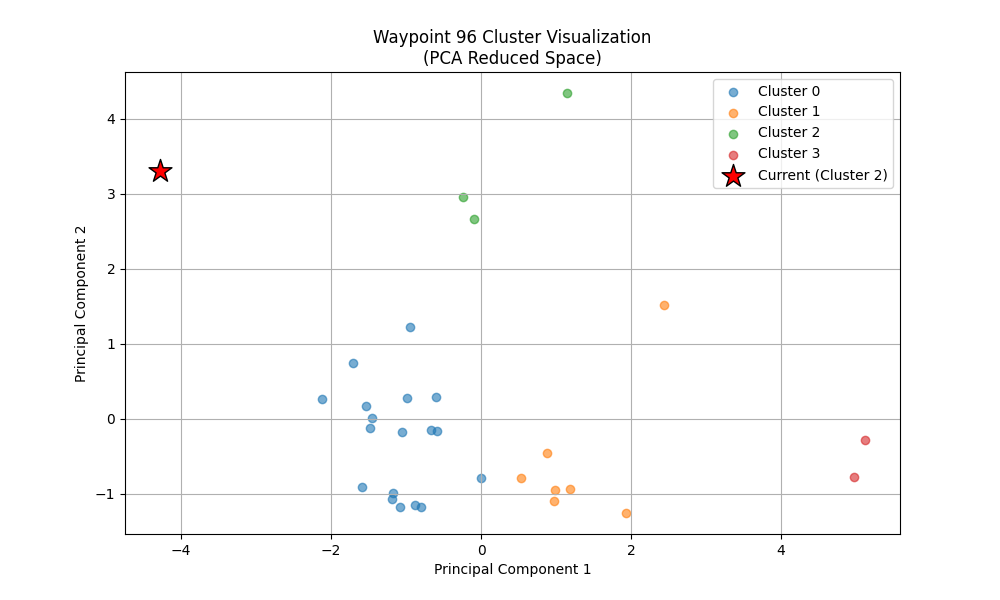 Waypoint 96 Cluster Visualization
(PCA Reduced Space)
Cluster 0
Cluster 1
Cluster 2
Cluster 3
Current (Cluster 2)
Principal Component 2
4
3
2
1
0
−1
−4
−2
0
2
4
Principal Component 1